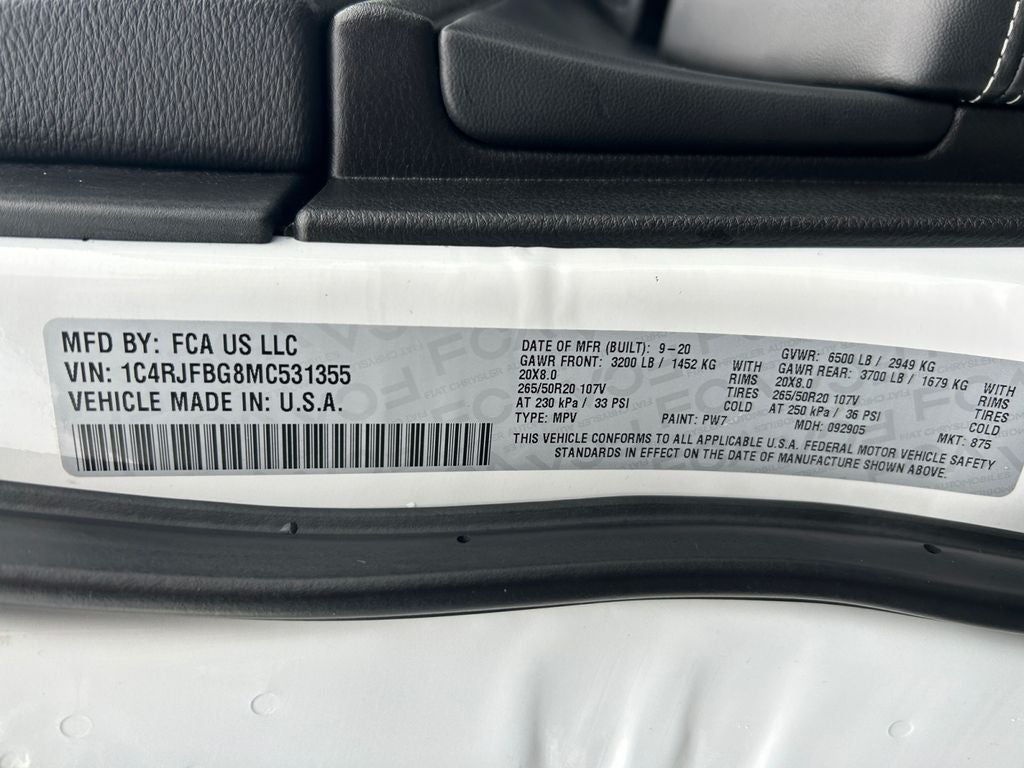 MFD BY: FCA US LLC
VIN: 1C4RJFBG8MC531355
VEHICLE MADE IN: U.S.A.
DATE OF MFR (BUILT): 9-20
GAWR FRONT: 3200 LB / 1452 KG WITH
20X8.0 RIMS
265/50R20 107V TIRES
AT 230 kPa / 33 PSI COLD
TYPE: MPV PAINT: PW7
GVWR: 6500 LB / 2949 KG
GAWR REAR: 3700 LB / 1679 KG WITH
20X8.0 RIMS
265/50R20 107V TIRES
AT 250 kPa / 36 PSI COLD
MDH: 092905 MKT: 875
THIS VEHICLE CONFORMS TO ALL APPLICABLE U.S.A. FEDERAL MOTOR VEHICLE SAFETY
STANDARDS IN EFFECT ON THE DATE OF MANUFACTURE SHOWN ABOVE.